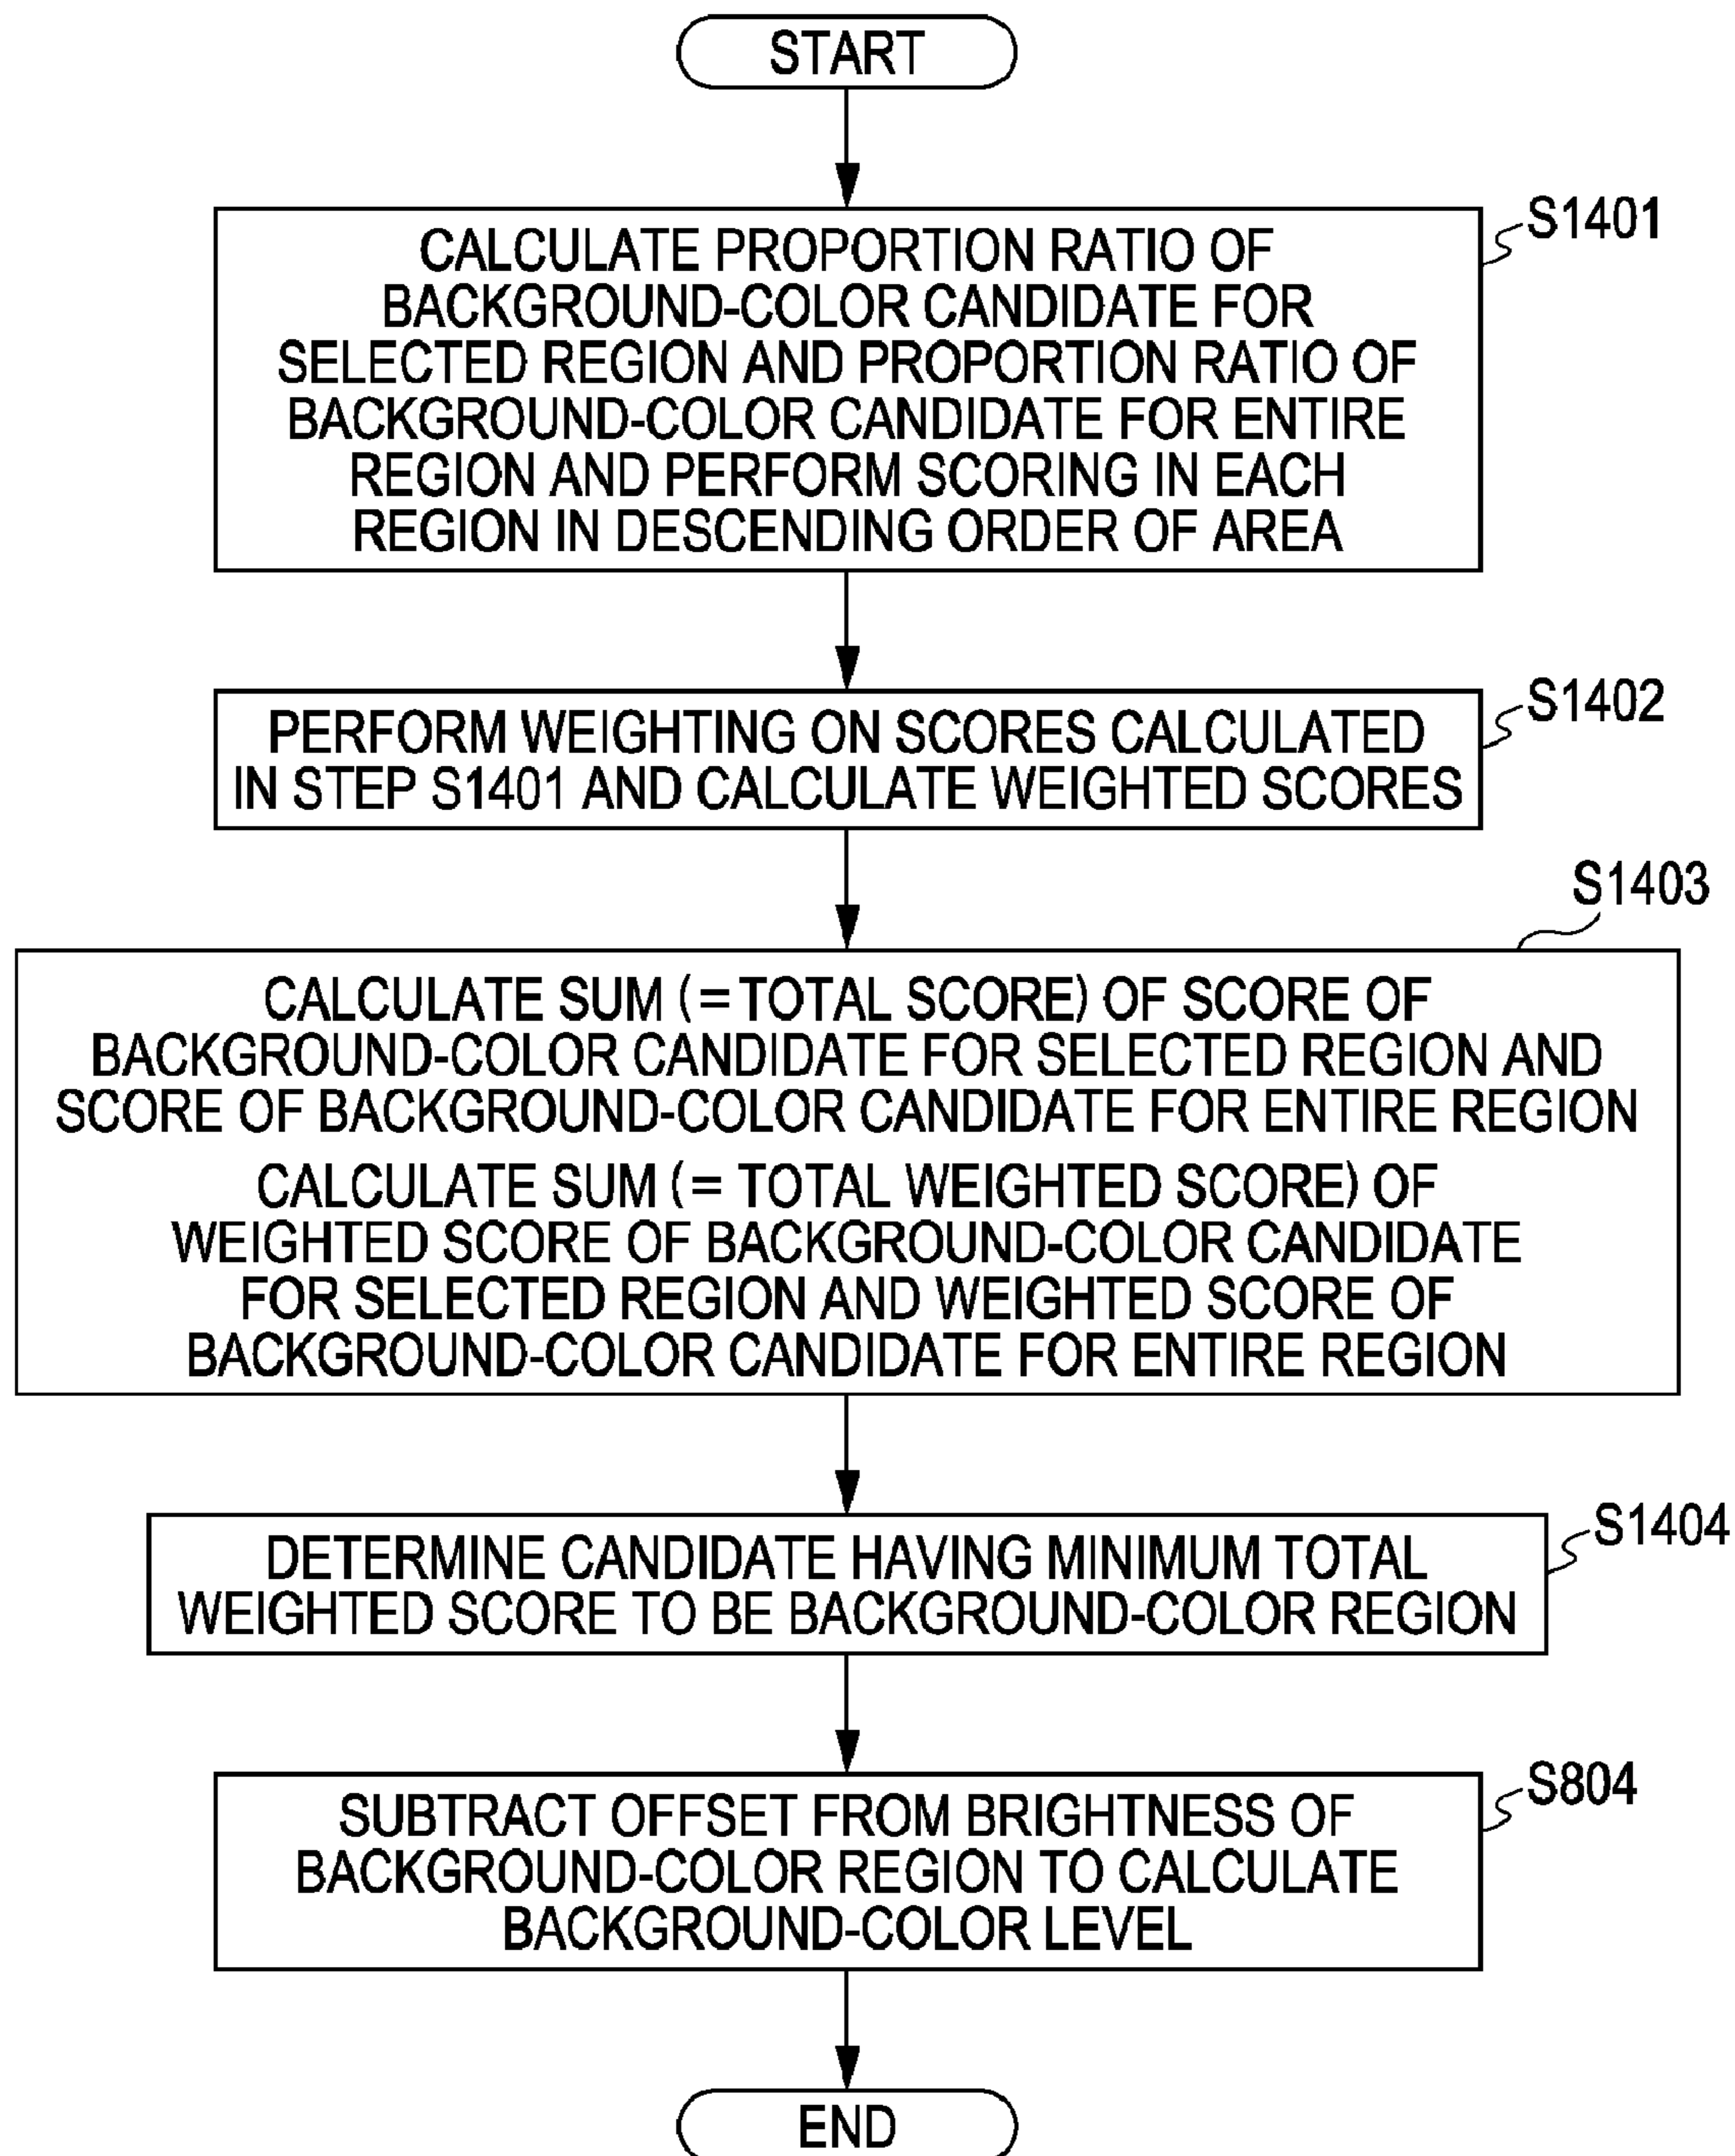 START
S1401
CALCULATE PROPORTION RATIO OF
BACKGROUND-COLOR CANDIDATE FOR
SELECTED REGION AND PROPORTION RATIO OF
BACKGROUND-COLOR CANDIDATE FOR ENTIRE
REGION AND PERFORM SCORING IN EACH
REGION IN DESCENDING ORDER OF AREA
S1402
PERFORM WEIGHTING ON SCORES CALCULATED
IN STEP S1401 AND CALCULATE WEIGHTED SCORES
S1403
CALCULATE SUM (= TOTAL SCORE) OF SCORE OF
BACKGROUND-COLOR CANDIDATE FOR SELECTED REGION AND
SCORE OF BACKGROUND-COLOR CANDIDATE FOR ENTIRE REGION
CALCULATE SUM (= TOTAL WEIGHTED SCORE) OF
WEIGHTED SCORE OF BACKGROUND-COLOR CANDIDATE
FOR SELECTED REGION AND WEIGHTED SCORE OF
BACKGROUND-COLOR CANDIDATE FOR ENTIRE REGION
S1404
DETERMINE CANDIDATE HAVING MINIMUM TOTAL
WEIGHTED SCORE TO BE BACKGROUND-COLOR REGION
S804
SUBTRACT OFFSET FROM BRIGHTNESS OF
BACKGROUND-COLOR REGION TO CALCULATE
BACKGROUND-COLOR LEVEL
END